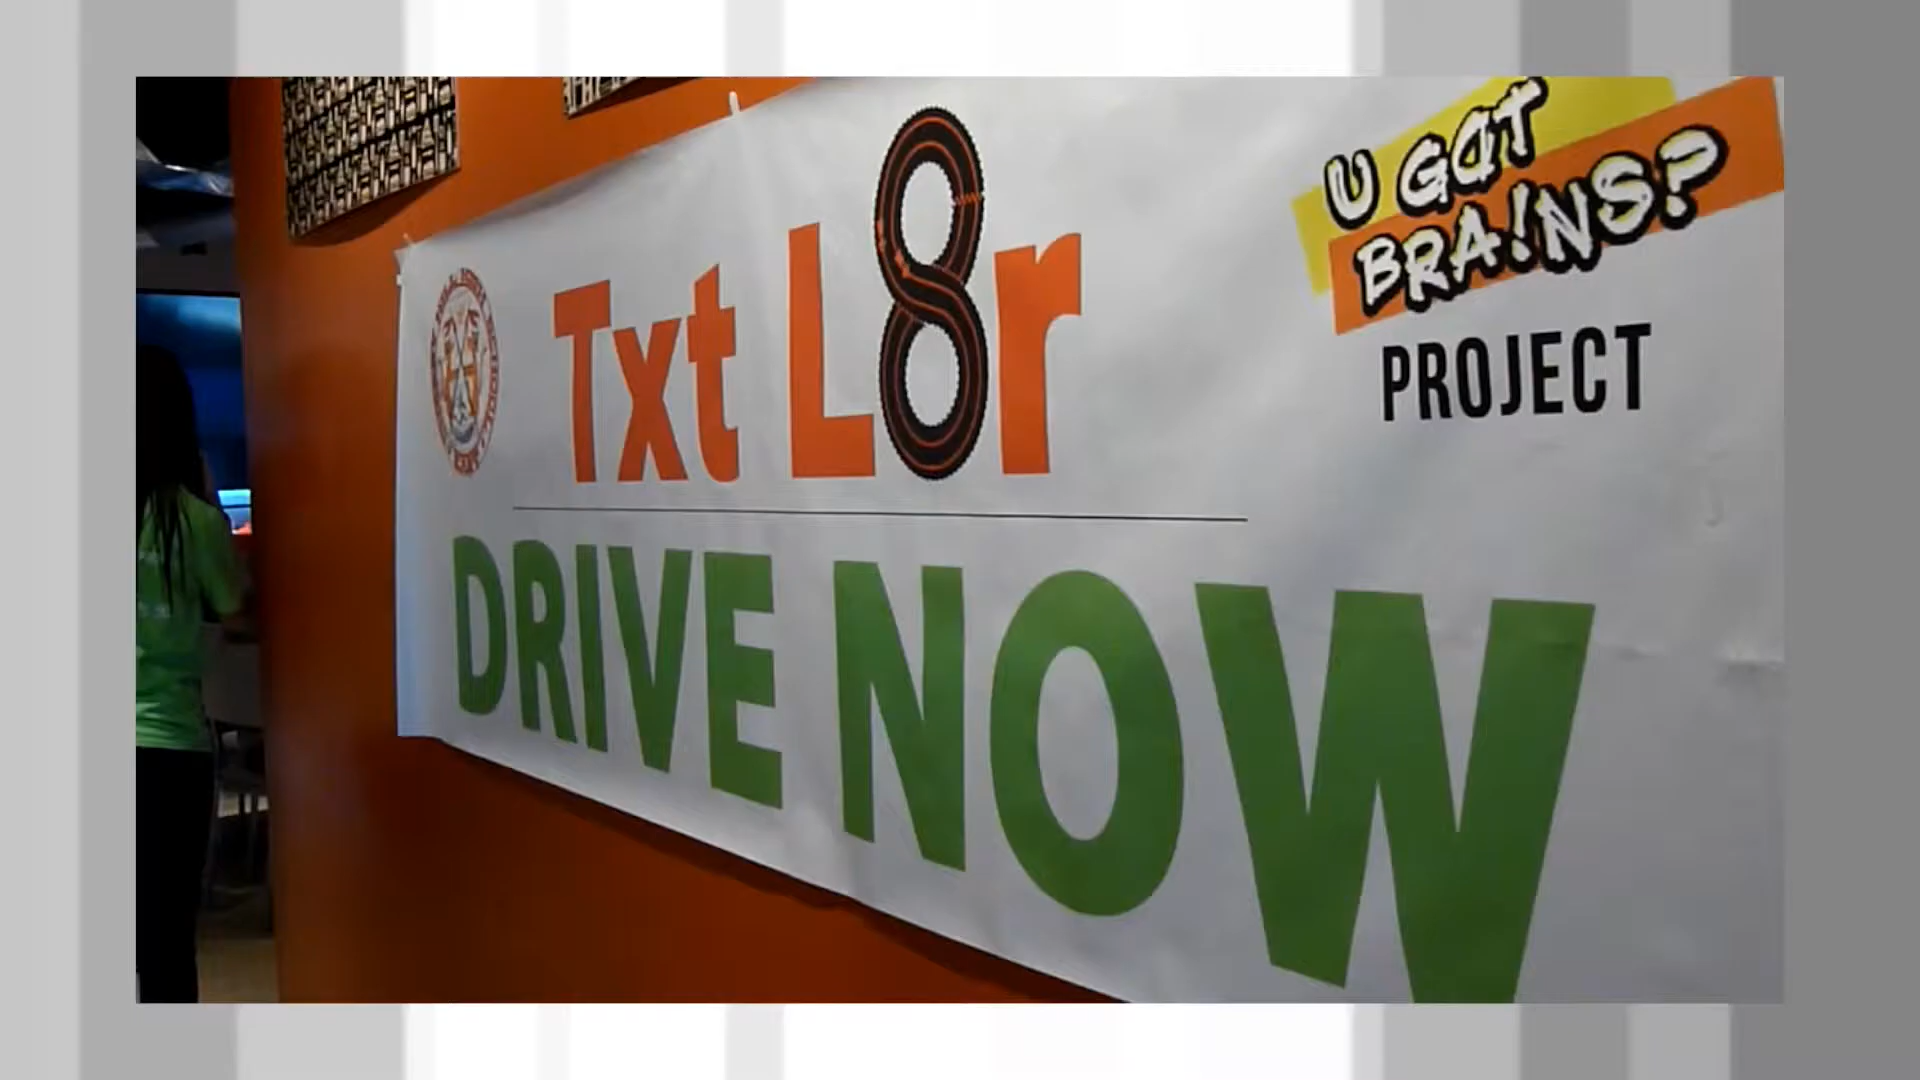 Txt L8r
DRIVE NOW
U GOT
BRA!NS?
PROJECT